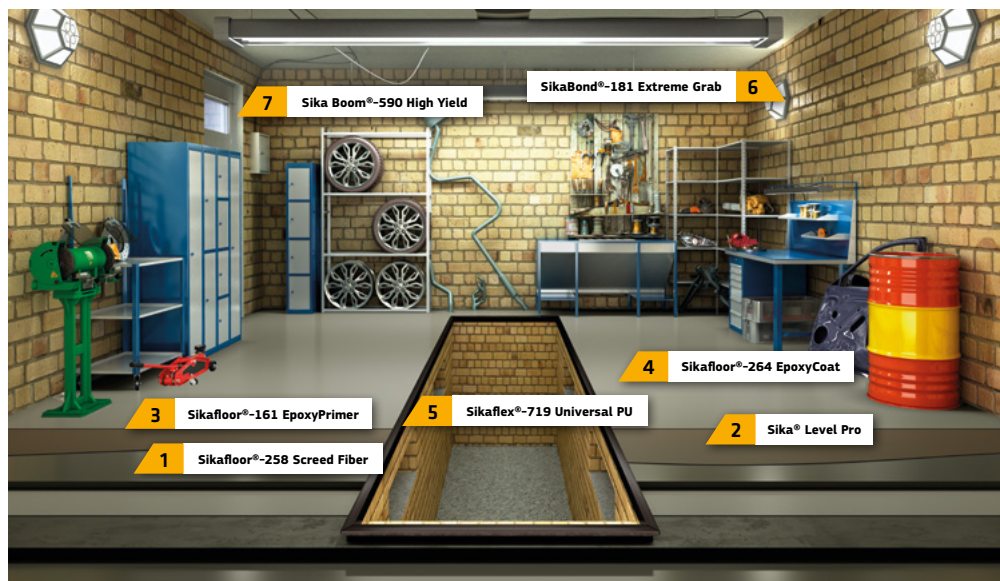 7 Sika Boom®-590 High Yield
SikaBond®-181 Extreme Grab 6
4 Sikafloor®-264 EpoxyCoat
3 Sikafloor®-161 EpoxyPrimer
5 Sikaflex®-719 Universal PU
2 Sika® Level Pro
1 Sikafloor®-258 Screed Fiber